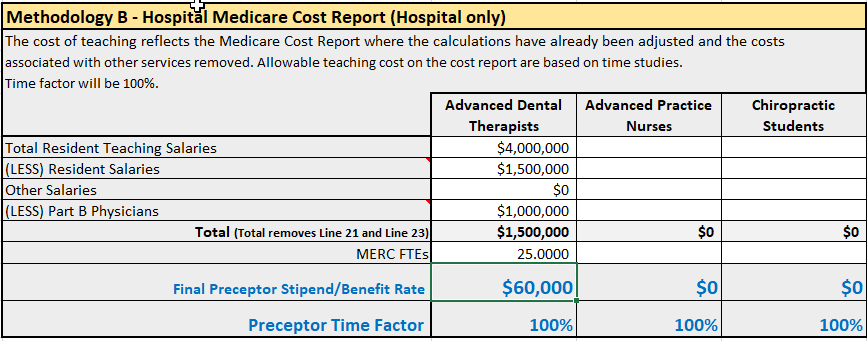 Methodology B - Hospital Medicare Cost Report (Hospital only)
The cost of teaching reflects the Medicare Cost Report where the calculations have already been adjusted and the costs
associated with other services removed. Allowable teaching cost on the cost report are based on time studies.
Time factor will be 100%.
Advanced Dental Therapists Advanced Practice Nurses Chiropractic Students
Total Resident Teaching Salaries $4,000,000
(LESS) Resident Salaries $1,500,000
Other Salaries $0
(LESS) Part B Physicians $1,000,000
Total (Total removes Line 21 and Line 23) $1,500,000 $0 $0
MERC FTEs 25.0000
Final Preceptor Stipend/Benefit Rate $60,000 $0 $0
Preceptor Time Factor 100% 100% 100%